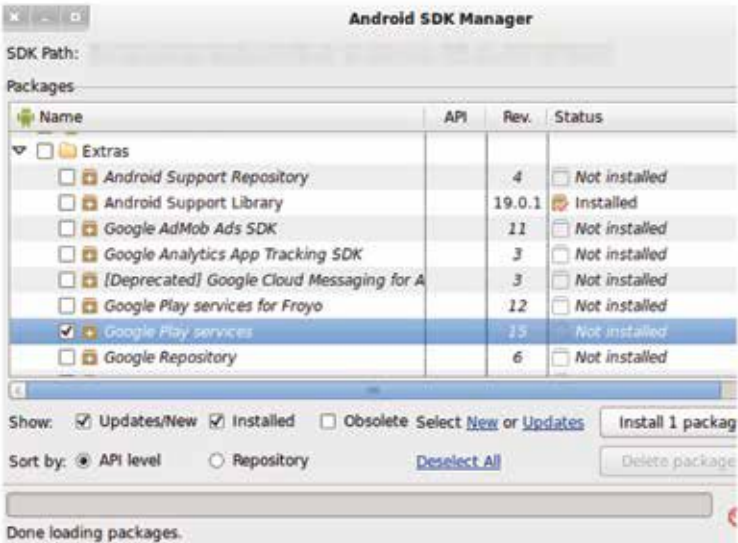 Android SDK Manager
SDK Path:
Packages
Name API Rev. Status
Extras
Android Support Repository 4 Not installed
Android Support Library 19.0.1 Installed
Google AdMob Ads SDK 11 Not installed
Google Analytics App Tracking SDK 3 Not installed
[Deprecated] Google Cloud Messaging for A 3 Not installed
Google Play services for Froyo 12 Not installed
Google Play services 15 Not installed
Google Repository 6 Not installed
Show: Updates/New Installed Obsolete Select New or Updates Install 1 packag
Sort by: API level Repository Deselect All Delete package
Done loading packages.